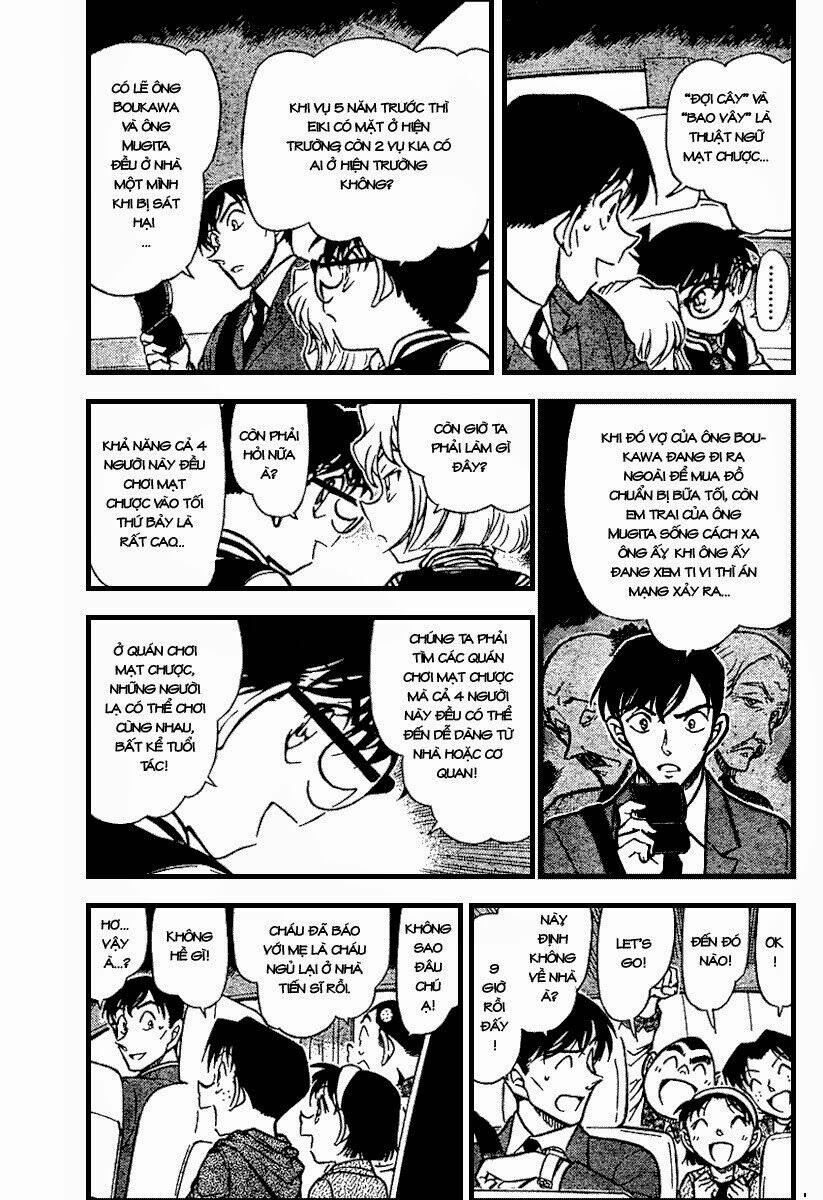 "ĐỢI CÂY" VÀ
"BAO VÂY" LÀ
THUẬT NGỮ
MẠT CHƯỢC...
........
KHI VỤ 5 NĂM TRƯỚC THÌ
EIKI CÓ MẶT Ở HIỆN
TRƯỜNG, CÒN 2 VỤ KIA CÓ
AI Ở HIỆN TRƯỜNG
KHÔNG?
CÓ LẼ ÔNG
BOUKAWA
VÀ ÔNG
MUGITA
ĐỀU Ở NHÀ
MỘT MÌNH
KHI BỊ SÁT
HẠI
...
KHI ĐÓ VỢ CỦA ÔNG BOU-
KAWA ĐANG ĐI RA
NGOÀI ĐỂ MUA ĐỒ
CHUẨN BỊ BỮA TỐI, CÒN
EM TRAI CỦA ÔNG
MUGITA SỐNG CÁCH XA
ÔNG ẤY, KHI ÔNG ẤY
ĐANG XEM TI VI THÌ ÁN
MẠNG XẢY RA...
CÒN GIỜ TA
PHẢI LÀM GÌ
ĐÂY?
CÒN PHẢI
HỎI NỮA
À?
KHẢ NĂNG CẢ 4
NGƯỜI NÀY ĐỀU
CHƠI MẠT
CHƯỢC VÀO TỐI
THỨ BẢY LÀ
RẤT CAO...
CHÚNG TA PHẢI
TÌM CÁC QUÁN
CHƠI MẠT CHƯỢC
MÀ CẢ 4 NGƯỜI
NÀY ĐỀU CÓ THỂ
ĐẾN DỄ DÀNG TỪ
NHÀ HOẶC CƠ
QUAN!
Ở QUÁN CHƠI
MẠT CHƯỢC,
NHỮNG NGƯỜI
LẠ CÓ THỂ CHƠI
CÙNG NHAU,
BẤT KỂ TUỔI
TÁC!
OK
!
ĐẾN ĐÓ
NÀO!
LET'S
GO!
NÀY,
ĐỊNH
KHÔNG
VỀ NHÀ
À?
9
GIỜ
RỒI
ĐẤY
!
KHÔNG
SAO
ĐÂU
CHÚ
Ạ!
CHÁU ĐÃ BÁO
VỚI MẸ LÀ CHÁU
NGỦ LẠI Ở NHÀ
TIẾN SĨ RỒI.
KHÔNG
HỀ GÌ!
HƠ...
VẬY
À...?